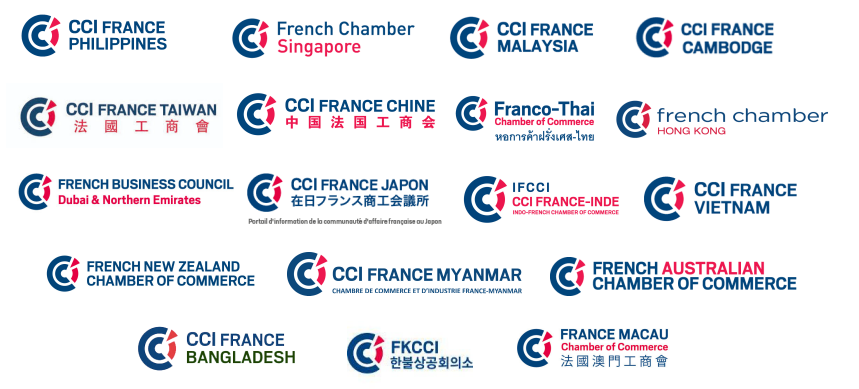 CCI FRANCE
PHILIPPINES
French Chamber
Singapore
CCI FRANCE
MALAYSIA
CCI FRANCE
CAMBODGE
CCI FRANCE TAIWAN
法國工商會
CCI FRANCE CHINE
中国法国工商会
Franco-Thai
Chamber of Commerce
หอการค้าฝรั่งเศส-ไทย
french chamber
HONG KONG
FRENCH BUSINESS COUNCIL
Dubai & Northern Emirates
CCI FRANCE JAPON
在日フランス商工会議所
Portail d'information de la communauté d'affaire française au Japon
IFCCI
CCI FRANCE-INDE
INDO-FRENCH CHAMBER OF COMMERCE
CCI FRANCE
VIETNAM
FRENCH NEW ZEALAND
CHAMBER OF COMMERCE
CCI FRANCE MYANMAR
CHAMBRE DE COMMERCE ET D'INDUSTRIE FRANCE-MYANMAR
FRENCH AUSTRALIAN
CHAMBER OF COMMERCE
CCI FRANCE
BANGLADESH
FKCCI
한불상공회의소
FRANCE MACAU
Chamber of Commerce
法國澳門工商會